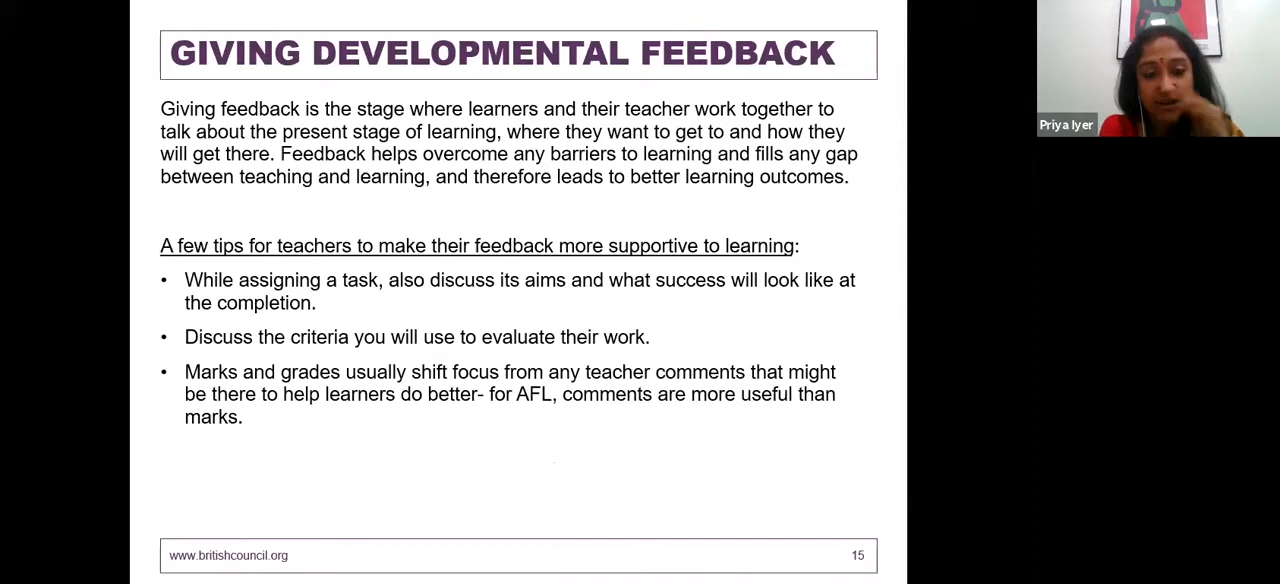 GIVING DEVELOPMENTAL FEEDBACK
Giving feedback is the stage where learners and their teacher work together to
talk about the present stage of learning, where they want to get to and how they
will get there. Feedback helps overcome any barriers to learning and fills any gap
between teaching and learning, and therefore leads to better learning outcomes.
A few tips for teachers to make their feedback more supportive to learning:
• While assigning a task, also discuss its aims and what success will look like at
the completion.
• Discuss the criteria you will use to evaluate their work.
• Marks and grades usually shift focus from any teacher comments that might
be there to help learners do better- for AFL, comments are more useful than
marks.
www.britishcouncil.org
15
Priya Iyer